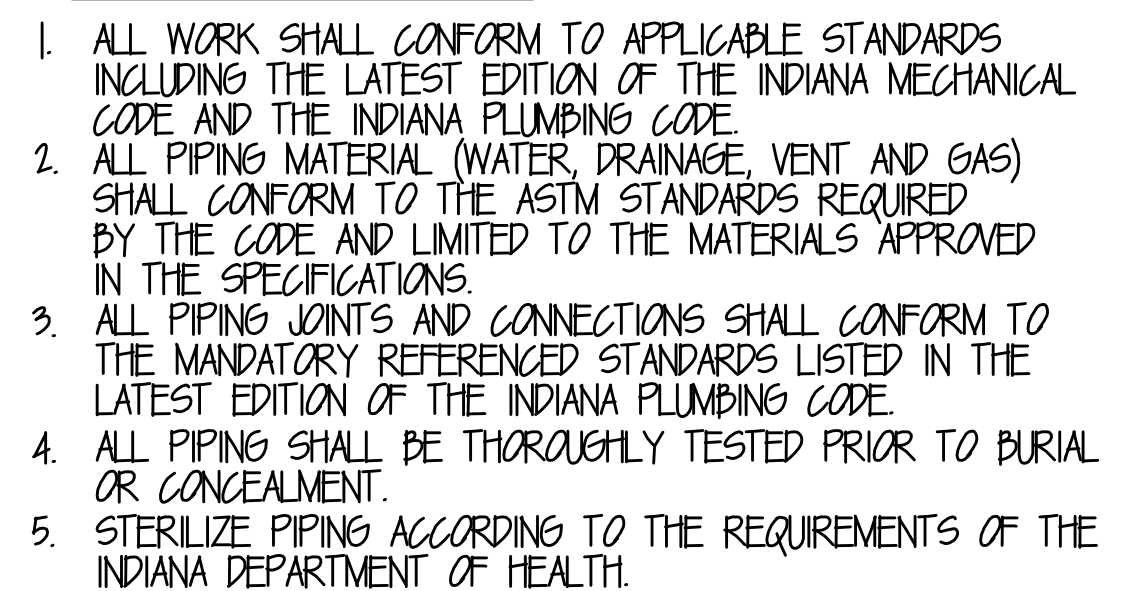 1. ALL WORK SHALL CONFORM TO APPLICABLE STANDARDS
INCLUDING THE LATEST EDITION OF THE INDIANA MECHANICAL
CODE AND THE INDIANA PLUMBING CODE.
2. ALL PIPING MATERIAL (WATER, DRAINAGE, VENT AND GAS)
SHALL CONFORM TO THE ASTM STANDARDS REQUIRED
BY THE CODE AND LIMITED TO THE MATERIALS APPROVED
IN THE SPECIFICATIONS.
3. ALL PIPING JOINTS AND CONNECTIONS SHALL CONFORM TO
THE MANDATORY REFERENCED STANDARDS LISTED IN THE
LATEST EDITION OF THE INDIANA PLUMBING CODE.
4. ALL PIPING SHALL BE THOROUGHLY TESTED PRIOR TO BURIAL
OR CONCEALMENT.
5. STERILIZE PIPING ACCORDING TO THE REQUIREMENTS OF THE
INDIANA DEPARTMENT OF HEALTH.